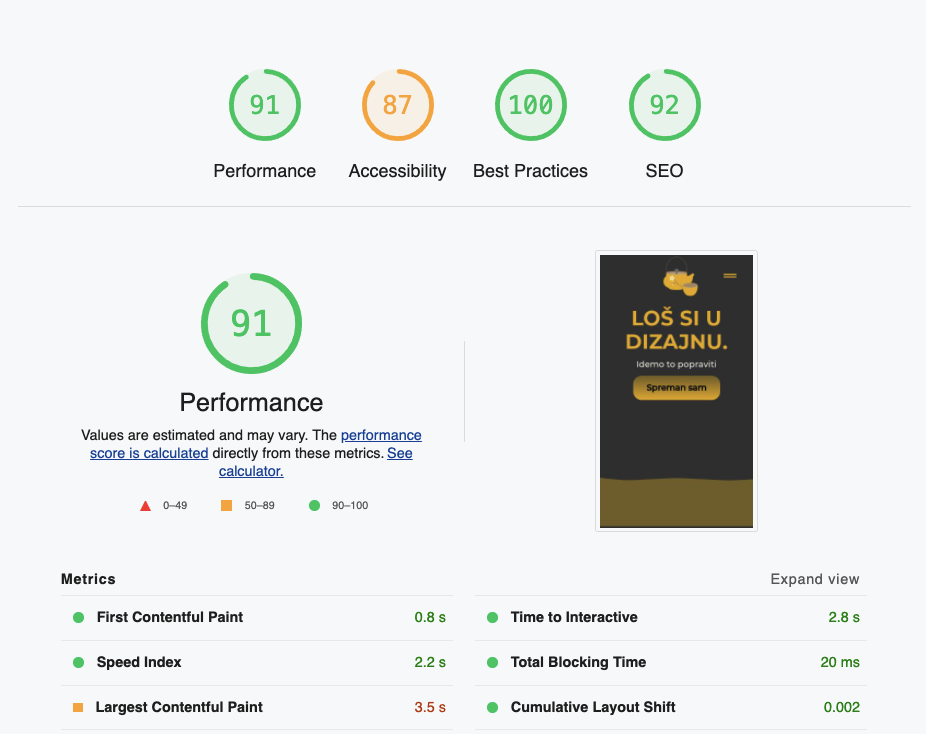 91
87
100
92
Performance
Accessibility
Best Practices
SEO
91
Performance
Values are estimated and may vary. The performance
score is calculated directly from these metrics. See
calculator.
0–49
50–89
90–100
LOŠ SI U
DIZAJNU.
Idemo to popraviti
Spreman sam
Metrics
Expand view
First Contentful Paint
0.8 s
Time to Interactive
2.8 s
Speed Index
2.2 s
Total Blocking Time
20 ms
Largest Contentful Paint
3.5 s
Cumulative Layout Shift
0.002